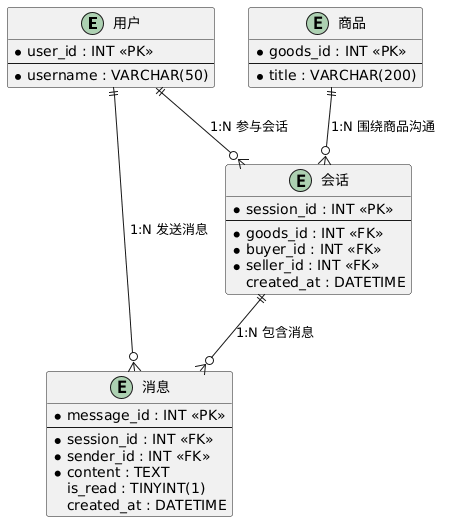 E 用户
user_id : INT «PK»
username : VARCHAR(50)
E 商品
goods_id : INT «PK»
title : VARCHAR(200)
1:N 参与会话
1:N 围绕商品沟通
E 会话
session_id : INT «PK»
goods_id : INT «FK»
buyer_id : INT «FK»
seller_id : INT «FK»
created_at : DATETIME
1:N 发送消息
1:N 包含消息
E 消息
message_id : INT «PK»
session_id : INT «FK»
sender_id : INT «FK»
content : TEXT
is_read : TINYINT(1)
created_at : DATETIME